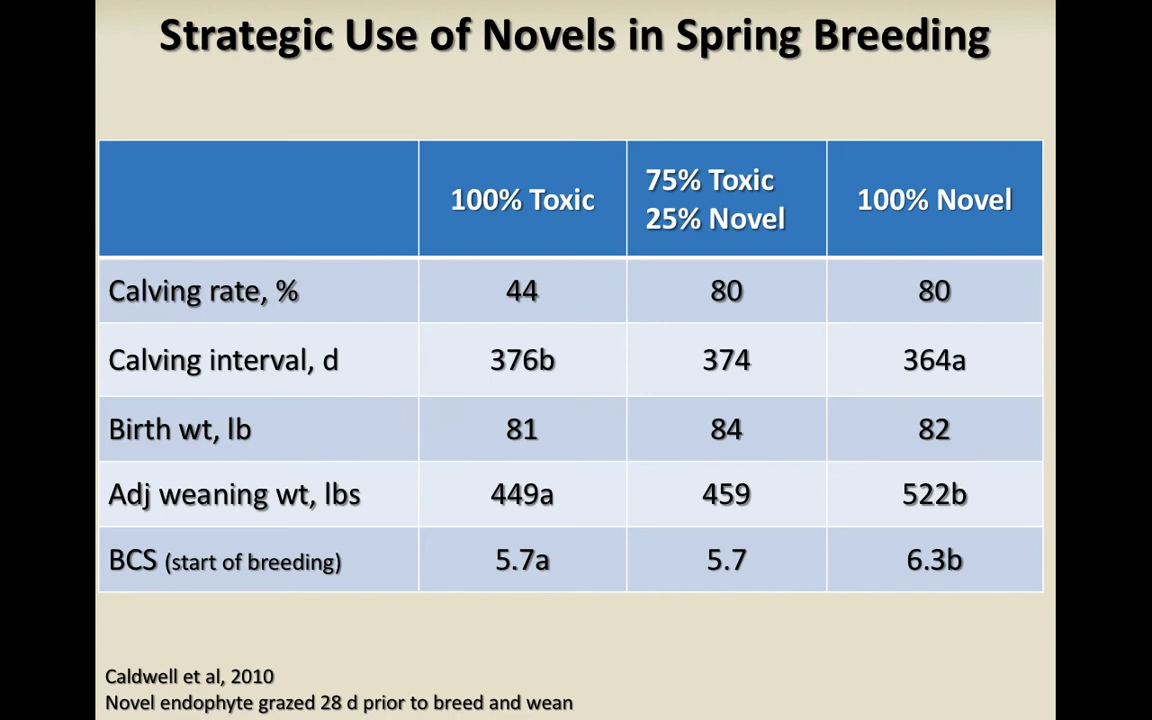 Strategic Use of Novels in Spring Breeding
100% Toxic
75% Toxic
25% Novel
100% Novel
Calving rate, % 44 80 80
Calving interval, d 376b 374 364a
Birth wt, lb 81 84 82
Adj weaning wt, lbs 449a 459 522b
BCS (start of breeding) 5.7a 5.7 6.3b
Caldwell et al, 2010
Novel endophyte grazed 28 d prior to breed and wean